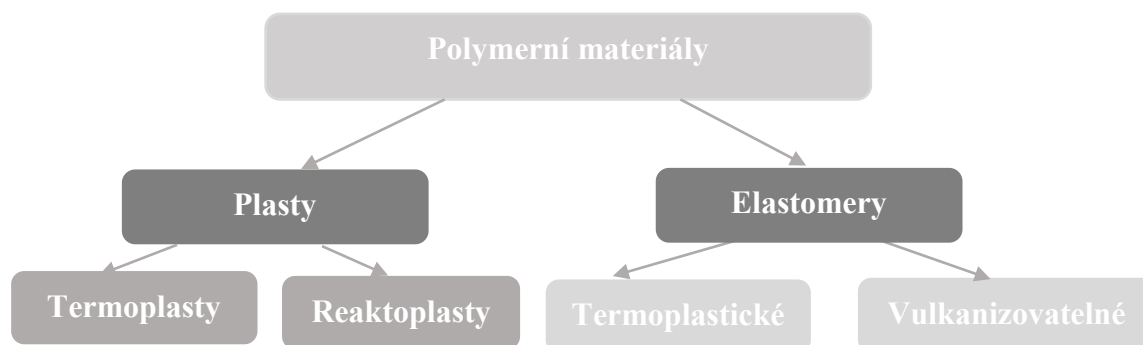 Polymerní materiály
Plasty
Elastomery
Termoplasty
Reaktoplasty
Termoplastické
Vulkanizovatelné